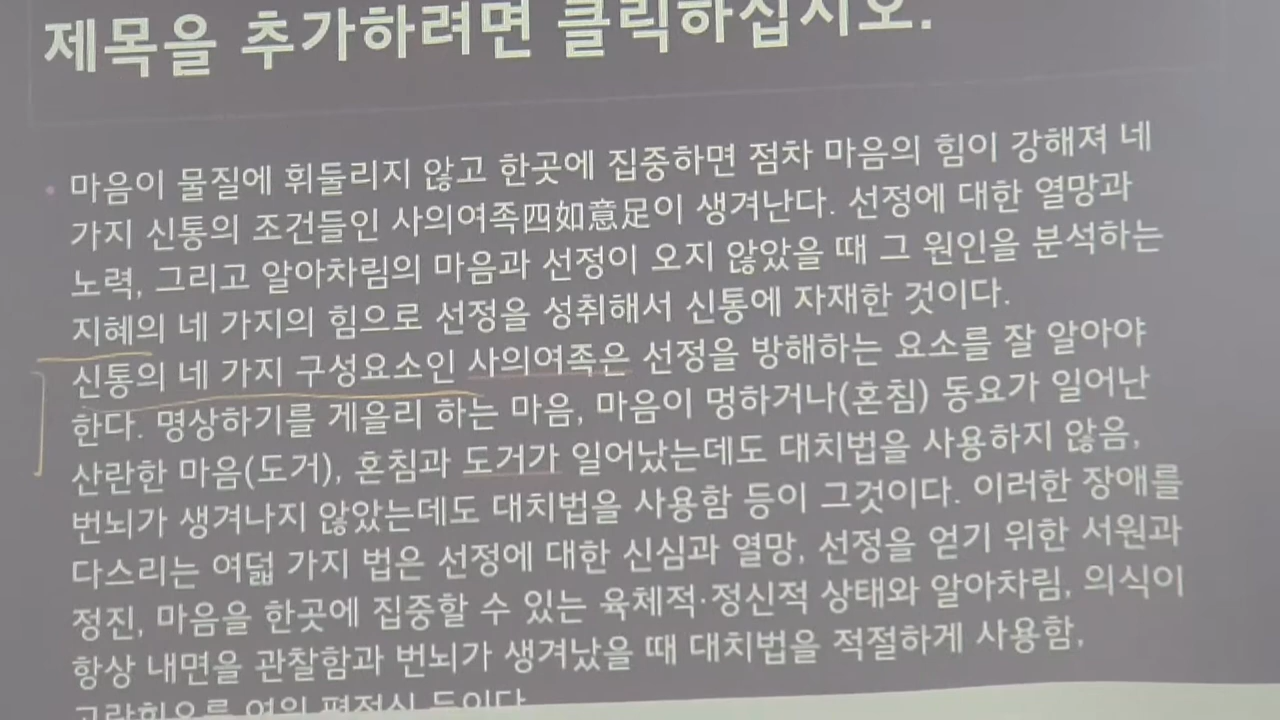 제목을 추가하려면 클릭하십시오.
마음이 물질에 휘둘리지 않고 한곳에 집중하면 점차 마음의 힘이 강해져 네
가지 신통의 조건들인 사의여족四如意足이 생겨난다. 선정에 대한 열망과
노력, 그리고 알아차림의 마음과 선정이 오지 않았을 때 그 원인을 분석하는
지혜의 네 가지의 힘으로 선정을 성취해서 신통에 자재한 것이다.
신통의 네 가지 구성요소인 사의여족은 선정을 방해하는 요소를 잘 알아야
한다. 명상하기를 게을리 하는 마음, 마음이 멍하거나(혼침) 동요가 일어난
산란한 마음(도거), 혼침과 도거가 일어났는데도 대치법을 사용하지 않음,
번뇌가 생겨나지 않았는데도 대치법을 사용함 등이 그것이다. 이러한 장애를
다스리는 여덟 가지 법은 선정에 대한 신심과 열망, 선정을 얻기 위한 서원과
정진, 마음을 한곳에 집중할 수 있는 육체적·정신적 상태와 알아차림, 의식이
항상 내면을 관찰함과 번뇌가 생겨났을 때 대치법을 적절하게 사용함,
여읜 평정심 등이다